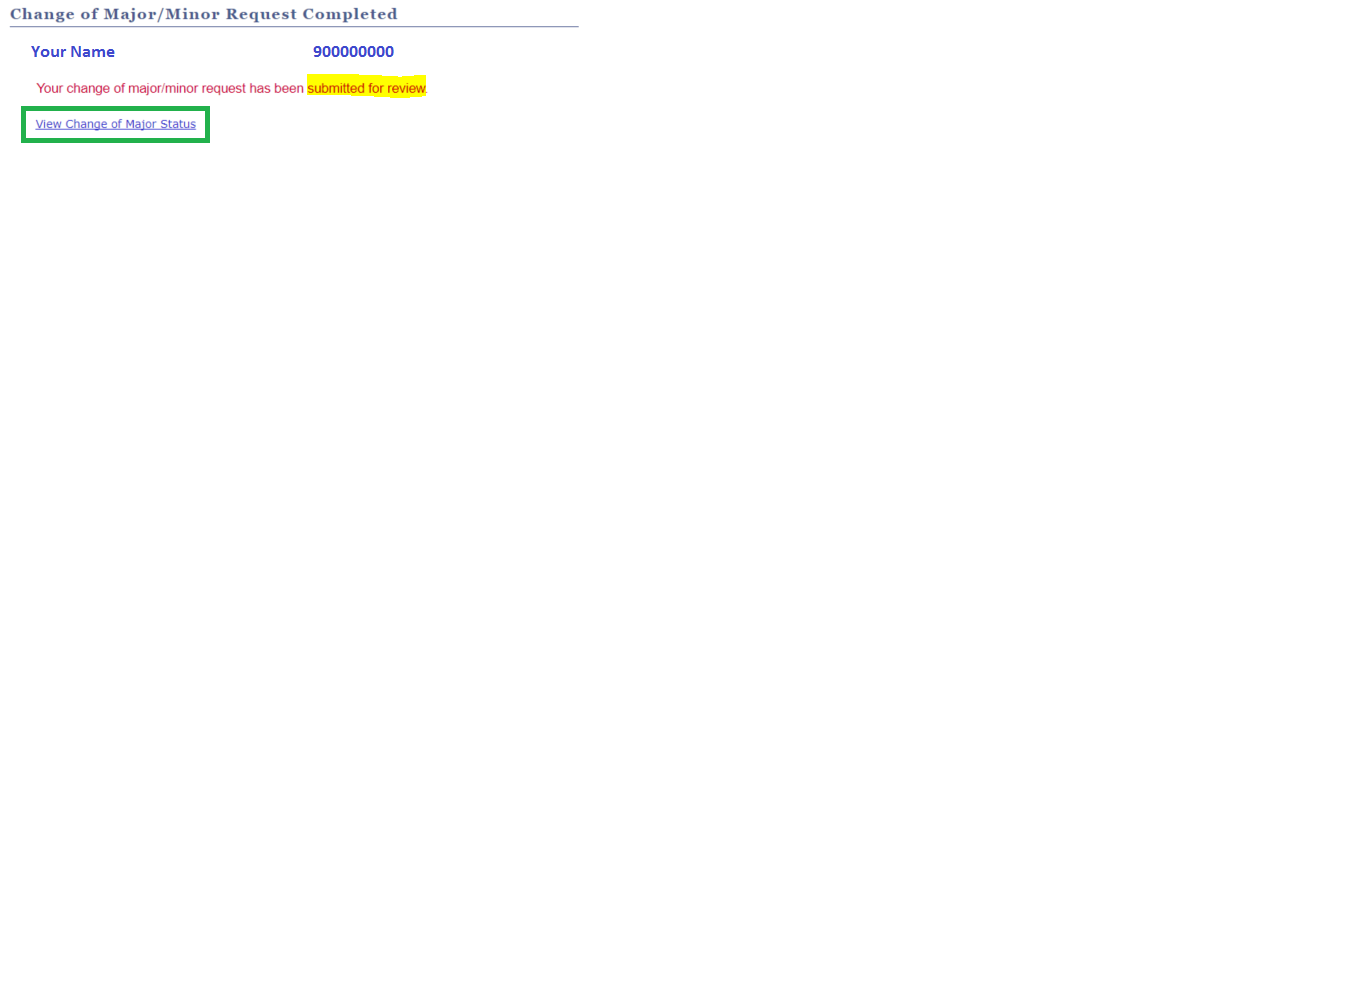 Change of Major/Minor Request Completed
Your Name 900000000
Your change of major/minor request has been submitted for review.
View Change of Major Status